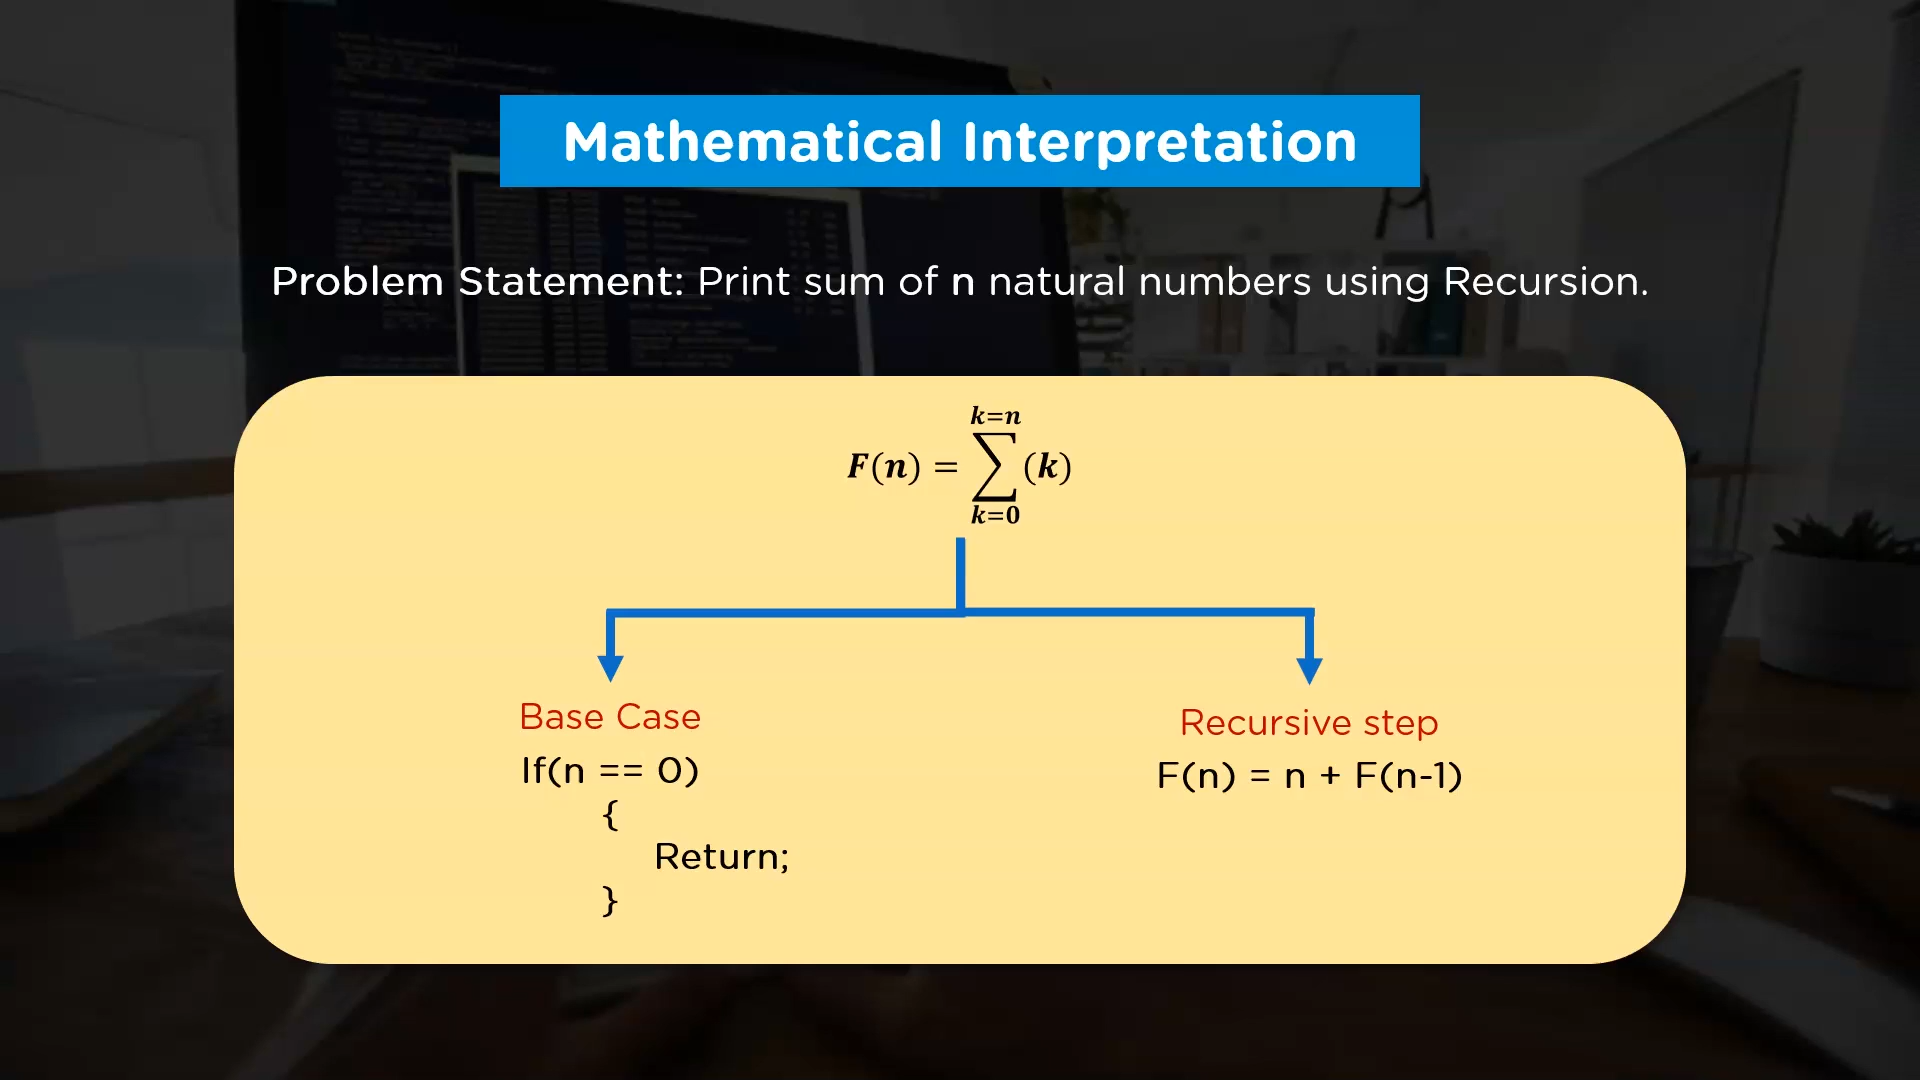 Mathematical Interpretation
Problem Statement: Print sum of n natural numbers using Recursion.
k=n
F(n) = ∑(k)
k=0
Base Case
If(n == 0)
{
Return;
}
Recursive step
F(n) = n + F(n-1)